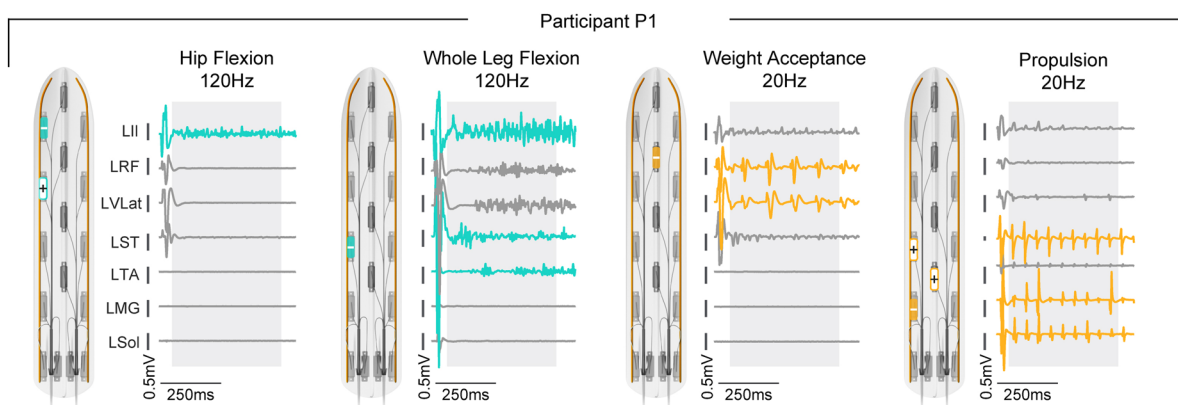 Participant P1
Hip Flexion
120Hz
Whole Leg Flexion
120Hz
Weight Acceptance
20Hz
Propulsion
20Hz
LIl
LRF
LVLat
LST
LTA
LMG
LSol
+
+
+
0.5mV
250ms
0.5mV
250ms
0.5mV
250ms
0.5mV
250ms